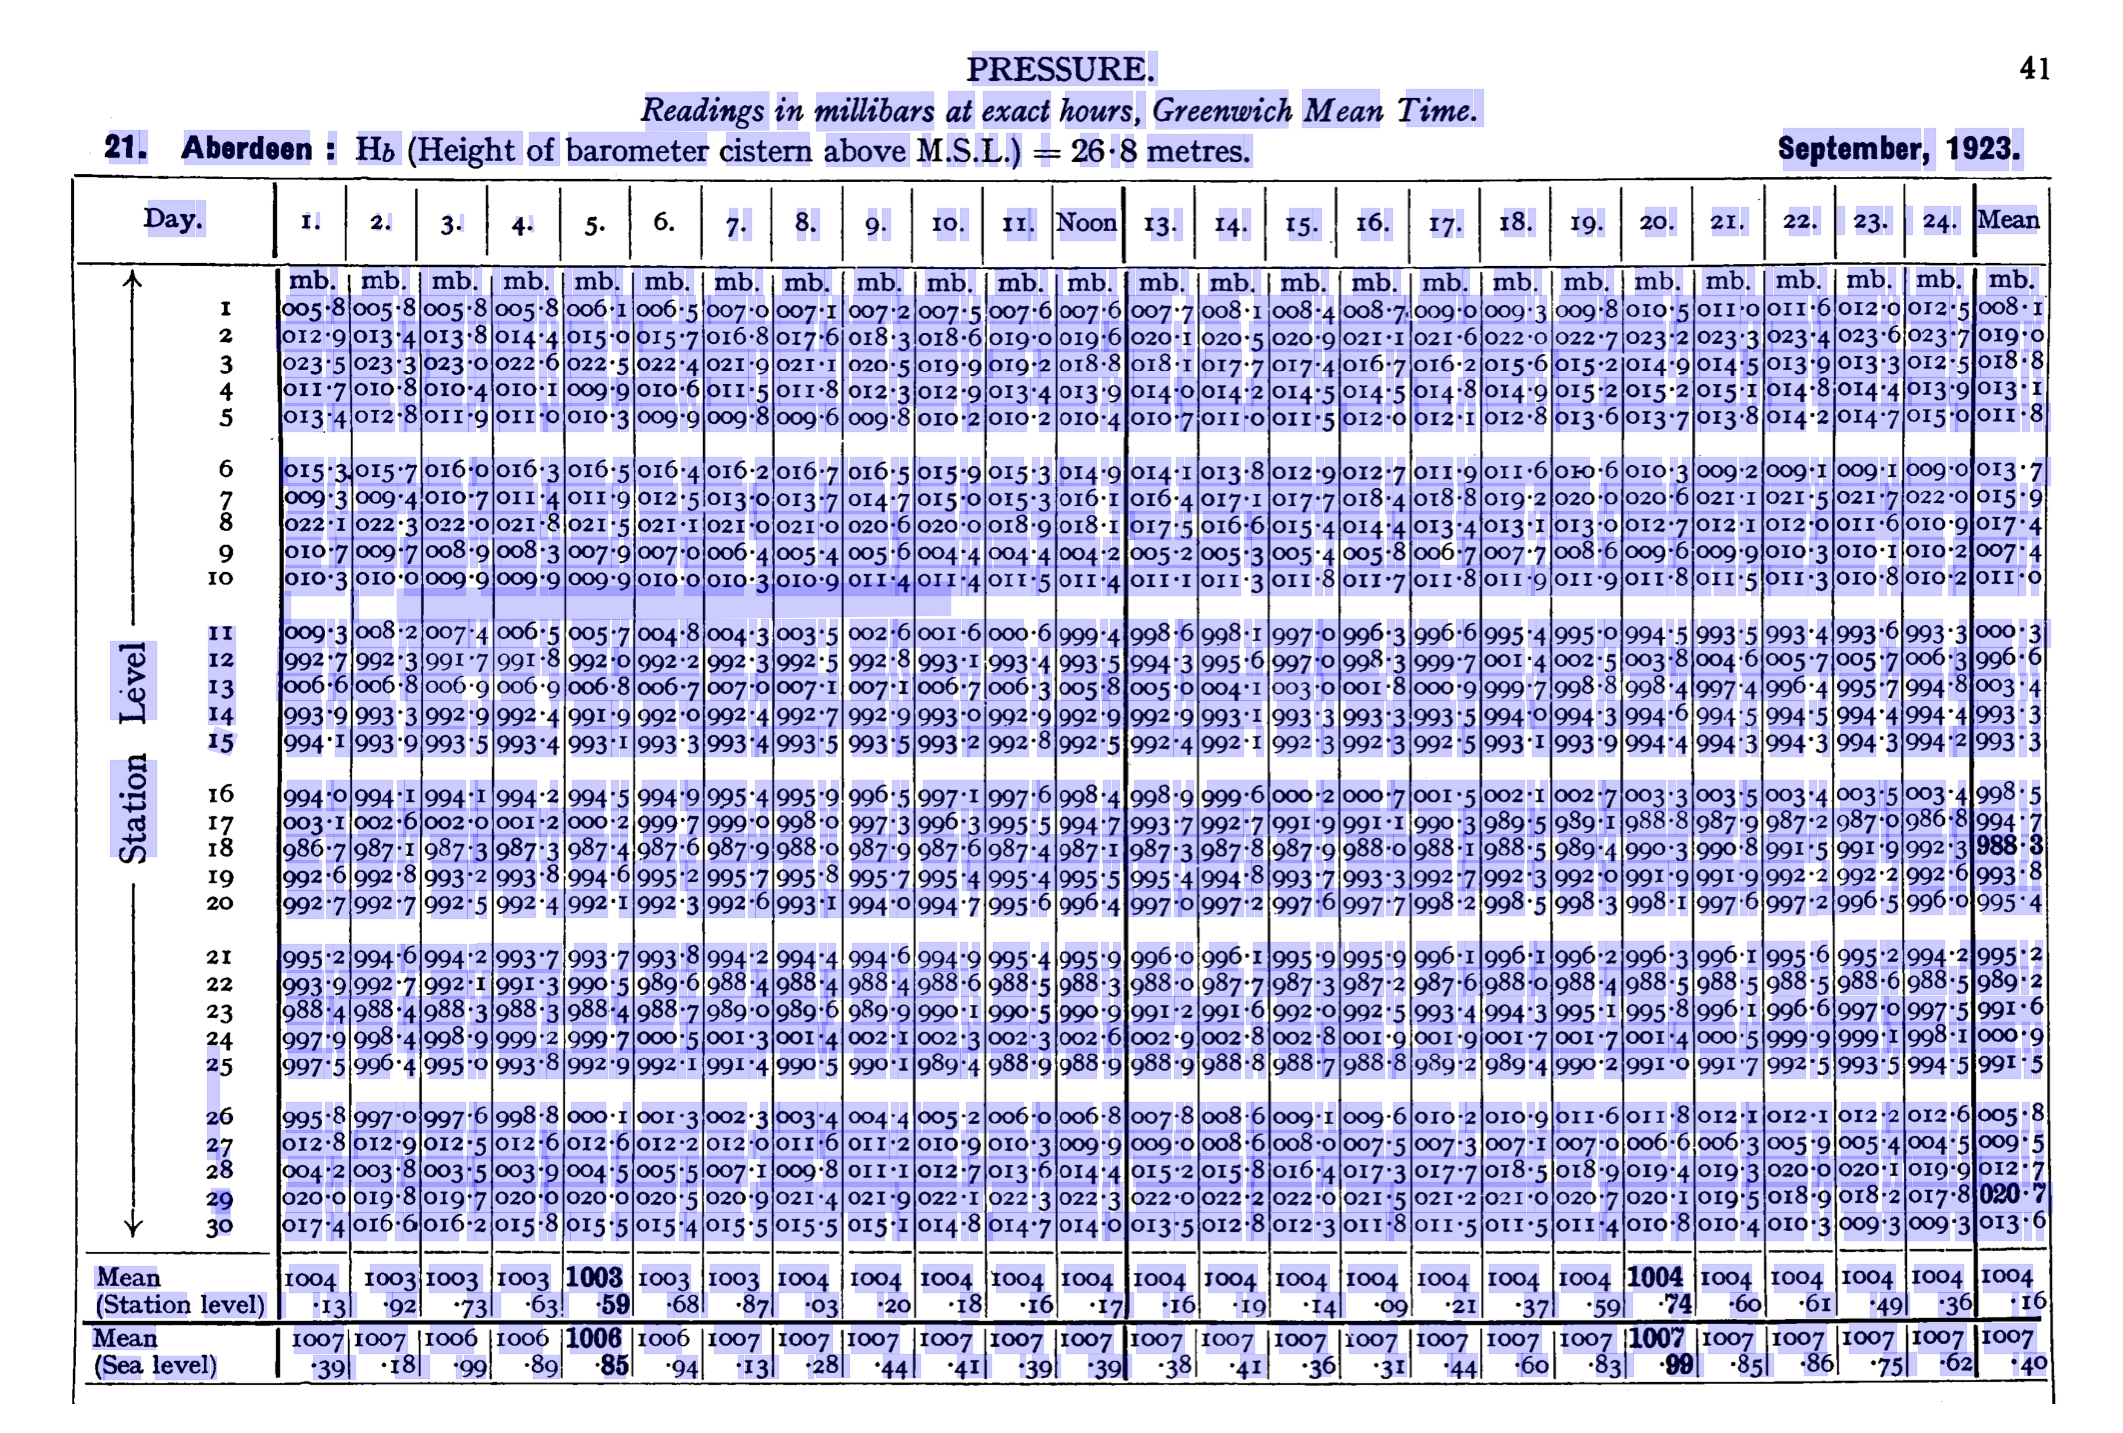 PRESSURE. 41
Readings in millibars at exact hours, Greenwich Mean Time.
21. Aberdeen : Hb (Height of barometer cistern above M.S.L.) = 26·8 metres. September, 1923.
Day. 1. 2. 3. 4. 5. 6. 7. 8. 9. 10. 11. Noon 13. 14. 15. 16. 17. 18. 19. 20. 21. 22. 23. 24. Mean
mb. mb. mb. mb. mb. mb. mb. mb. mb. mb. mb. mb. mb. mb. mb. mb. mb. mb. mb. mb. mb. mb. mb. mb. mb.
Station Level
1 005·8 005·8 005·8 005·8 006·1 006·5 007·0 007·1 007·2 007·5 007·6 007·6 007·7 008·1 008·4 008·7 009·0 009·3 009·8 010·5 011·0 011·6 012·0 012·5 008·1
2 012·9 013·4 013·8 014·4 015·0 015·7 016·8 017·6 018·3 018·6 019·0 019·6 020·1 020·5 020·9 021·1 021·6 022·0 022·7 023·2 023·3 023·4 023·6 023·7 019·0
3 023·5 023·3 023·0 022·6 022·5 022·4 021·9 021·1 020·5 019·9 019·2 018·8 018·1 017·7 017·4 016·7 016·2 015·6 015·2 014·9 014·5 013·9 013·3 012·5 018·8
4 011·7 010·8 010·4 010·1 009·9 010·6 011·5 011·8 012·3 012·9 013·4 013·9 014·0 014·2 014·5 014·5 014·8 014·9 015·2 015·2 015·1 014·8 014·4 013·9 013·1
5 013·4 012·8 011·9 011·0 010·3 009·9 009·8 009·6 009·8 010·2 010·2 010·4 010·7 011·0 011·5 012·0 012·1 012·8 013·6 013·7 013·8 014·2 014·7 015·0 011·8
6 015·3 015·7 016·0 016·3 016·5 016·4 016·2 016·7 016·5 015·9 015·3 014·9 014·1 013·8 012·9 012·7 011·9 011·6 010·6 010·3 009·2 009·1 009·1 009·0 013·7
7 009·3 009·4 010·7 011·4 011·9 012·5 013·0 013·7 014·7 015·0 015·3 016·1 016·4 017·1 017·7 018·4 018·8 019·2 020·0 020·6 021·1 021·5 021·7 022·0 015·9
8 022·1 022·3 022·0 021·8 021·5 021·1 021·0 021·0 020·6 020·0 018·9 018·1 017·5 016·6 015·4 014·4 013·4 013·1 013·0 012·7 012·1 012·0 011·6 010·9 017·4
9 010·7 009·7 008·9 008·3 007·9 007·0 006·4 005·4 005·6 004·4 004·4 004·2 005·2 005·3 005·4 005·8 006·7 007·7 008·6 009·6 009·9 010·3 010·1 010·2 007·4
10 010·3 010·0 009·9 009·9 009·9 010·0 010·3 010·9 011·4 011·4 011·5 011·4 011·1 011·3 011·8 011·7 011·8 011·9 011·9 011·8 011·5 011·3 010·8 010·2 011·0
11 009·3 008·2 007·4 006·5 005·7 004·8 004·3 003·5 002·6 001·6 000·6 999·4 998·6 998·1 997·0 996·3 996·6 995·4 995·0 994·5 993·5 993·4 993·6 993·3 000·3
12 992·7 992·3 991·7 991·8 992·0 992·2 992·3 992·5 992·8 993·1 993·4 993·5 994·3 995·6 997·0 998·3 999·7 001·4 002·5 003·8 004·6 005·7 005·7 006·3 996·6
13 006·6 006·8 006·9 006·9 006·8 006·7 007·0 007·1 007·1 006·7 006·3 005·8 005·0 004·1 003·0 001·8 000·9 999·7 998·8 998·4 997·4 996·4 995·7 994·8 003·4
14 993·9 993·3 992·9 992·4 991·9 992·0 992·4 992·7 992·9 993·0 992·9 992·9 992·9 993·1 993·3 993·3 993·5 994·0 994·3 994·6 994·5 994·5 994·4 994·4 993·3
15 994·1 993·9 993·5 993·4 993·1 993·3 993·4 993·5 993·5 993·2 992·8 992·5 992·4 992·1 992·3 992·3 992·5 993·1 993·9 994·4 994·3 994·3 994·3 994·2 993·3
16 994·0 994·1 994·1 994·2 994·5 994·9 995·4 995·9 996·5 997·1 997·6 998·4 998·9 999·6 000·2 000·7 001·5 002·1 002·7 003·3 003·5 003·4 003·5 003·4 998·5
17 003·1 002·6 002·0 001·2 000·2 999·7 999·0 998·0 997·3 996·3 995·5 994·7 993·7 992·7 991·9 991·1 990·3 989·5 989·1 988·8 987·9 987·2 987·0 986·8 994·7
18 986·7 987·1 987·3 987·3 987·4 987·6 987·9 988·0 987·9 987·6 987·4 987·1 987·3 987·8 987·9 988·0 988·1 988·5 989·4 990·3 990·8 991·5 991·9 992·3 988·3
19 992·6 992·8 993·2 993·8 994·6 995·2 995·7 995·8 995·7 995·4 995·4 995·5 995·4 994·8 993·7 993·3 992·7 992·3 992·0 991·9 991·9 992·2 992·2 992·6 993·8
20 992·7 992·7 992·5 992·4 992·1 992·3 992·6 993·1 994·0 994·7 995·6 996·4 997·0 997·2 997·6 997·7 998·2 998·5 998·3 998·1 997·6 997·2 996·5 996·0 995·4
21 995·2 994·6 994·2 993·7 993·7 993·8 994·2 994·4 994·6 994·9 995·4 995·9 996·0 996·1 995·9 995·9 996·1 996·1 996·2 996·3 996·1 995·6 995·2 994·2 995·2
22 993·9 992·7 992·1 991·3 990·5 989·6 988·4 988·4 988·4 988·6 988·5 988·3 988·0 987·7 987·3 987·2 987·6 988·0 988·4 988·5 988·5 988·5 988·6 988·5 989·2
23 988·4 988·4 988·3 988·3 988·4 988·7 989·0 989·6 989·9 990·1 990·5 990·9 991·2 991·6 992·0 992·5 993·4 994·3 995·1 995·8 996·1 996·6 997·0 997·5 991·6
24 997·9 998·4 998·9 999·2 999·7 000·5 001·3 001·4 002·1 002·3 002·3 002·6 002·9 002·8 002·8 001·9 001·9 001·7 001·7 001·4 000·5 999·9 999·1 998·1 000·9
25 997·5 996·4 995·0 993·8 992·9 992·1 991·4 990·5 990·1 989·4 988·9 988·9 988·9 988·8 988·7 988·8 989·2 989·4 990·2 991·0 991·7 992·5 993·5 994·5 991·5
26 995·8 997·0 997·6 998·8 000·1 001·3 002·3 003·4 004·4 005·2 006·0 006·8 007·8 008·6 009·1 009·6 010·2 010·9 011·6 011·8 012·1 012·1 012·2 012·6 005·8
27 012·8 012·9 012·5 012·6 012·6 012·2 012·0 011·6 011·2 010·9 010·3 009·9 009·0 008·6 008·0 007·5 007·3 007·1 007·0 006·6 006·3 005·9 005·4 004·5 009·5
28 004·2 003·8 003·5 003·9 004·5 005·5 007·1 009·8 011·1 012·7 013·6 014·4 015·2 015·8 016·4 017·3 017·7 018·5 018·9 019·4 019·3 020·0 020·1 019·9 012·7
29 020·0 019·8 019·7 020·0 020·0 020·5 020·9 021·4 021·9 022·1 022·3 022·3 022·0 022·2 022·0 021·5 021·2 021·0 020·7 020·1 019·5 018·9 018·2 017·8 020·7
30 017·4 016·6 016·2 015·8 015·5 015·4 015·5 015·5 015·1 014·8 014·7 014·0 013·5 012·8 012·3 011·8 011·5 011·5 011·4 010·8 010·4 010·3 009·3 009·3 013·6
Mean 1004 1003 1003 1003 1003 1003 1003 1004 1004 1004 1004 1004 1004 1004 1004 1004 1004 1004 1004 1004 1004 1004 1004 1004 1004
(Station level) ·13 ·92 ·73 ·63 ·59 ·68 ·87 ·03 ·20 ·18 ·16 ·17 ·16 ·19 ·14 ·09 ·21 ·37 ·59 ·74 ·60 ·61 ·49 ·36 ·16
Mean 1007 1007 1006 1006 1006 1006 1007 1007 1007 1007 1007 1007 1007 1007 1007 1007 1007 1007 1007 1007 1007 1007 1007 1007 1007
(Sea level) ·39 ·18 ·99 ·89 ·85 ·94 ·13 ·28 ·44 ·41 ·39 ·39 ·38 ·41 ·36 ·31 ·44 ·60 ·83 ·99 ·85 ·86 ·75 ·62 ·40